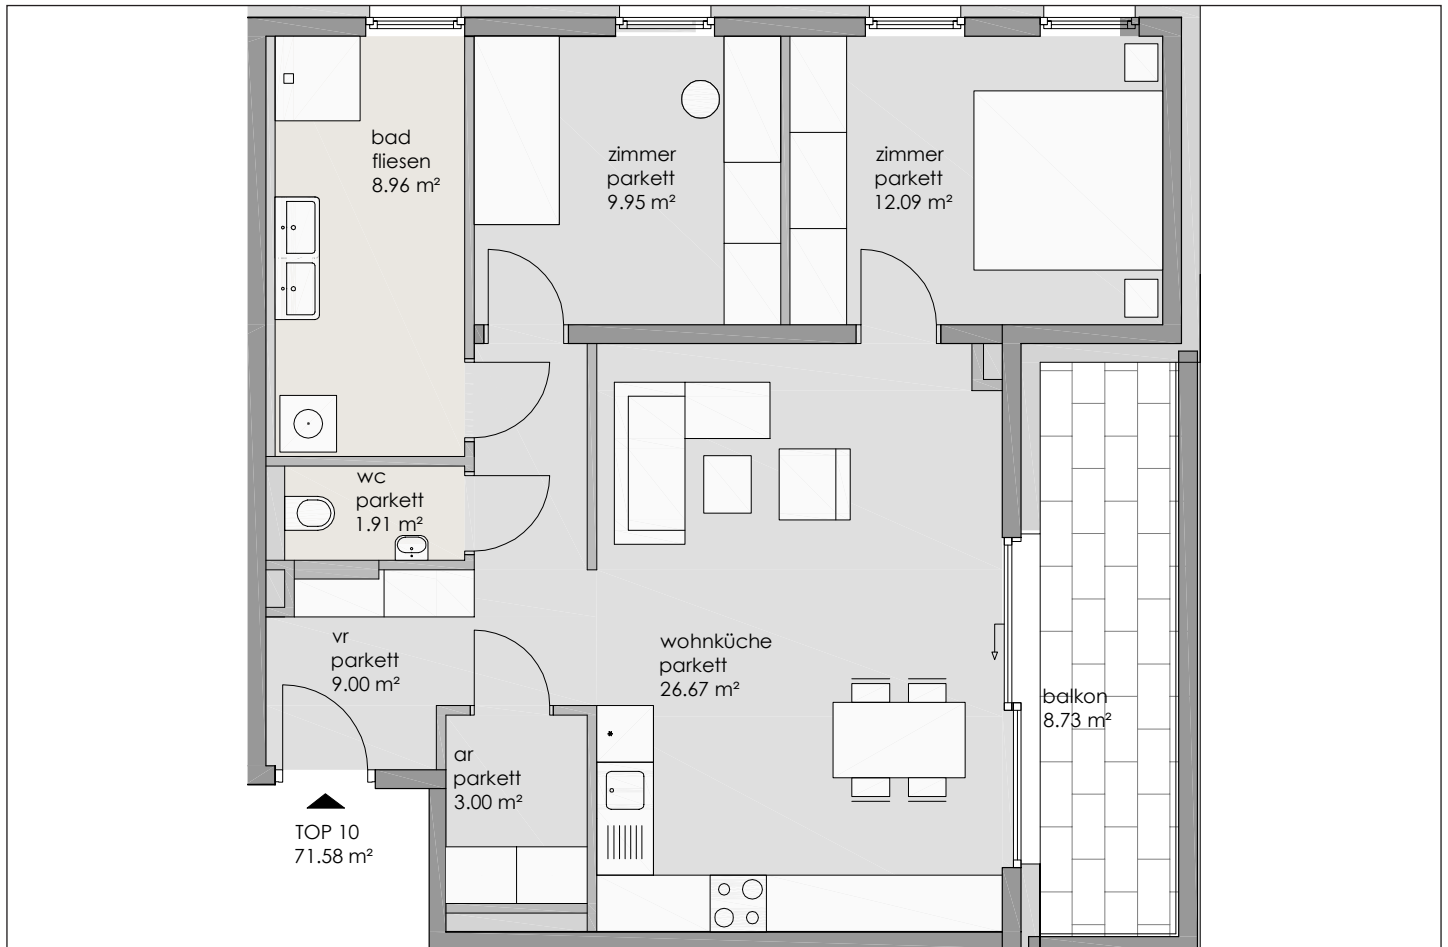 bad
fliesen
8.96 m²
zimmer
parkett
9.95 m²
zimmer
parkett
12.09 m²
wc
parkett
1.91 m²
vr
parkett
9.00 m²
wohnküche
parkett
26.67 m²
balkon
8.73 m²
ar
parkett
3.00 m²
TOP 10
71.58 m²